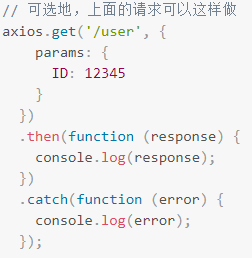 // 可选地，上面的请求可以这样做
axios.get('/user', {
    params: {
      ID: 12345
    }
  })
  .then(function (response) {
    console.log(response);
  })
  .catch(function (error) {
    console.log(error);
  });